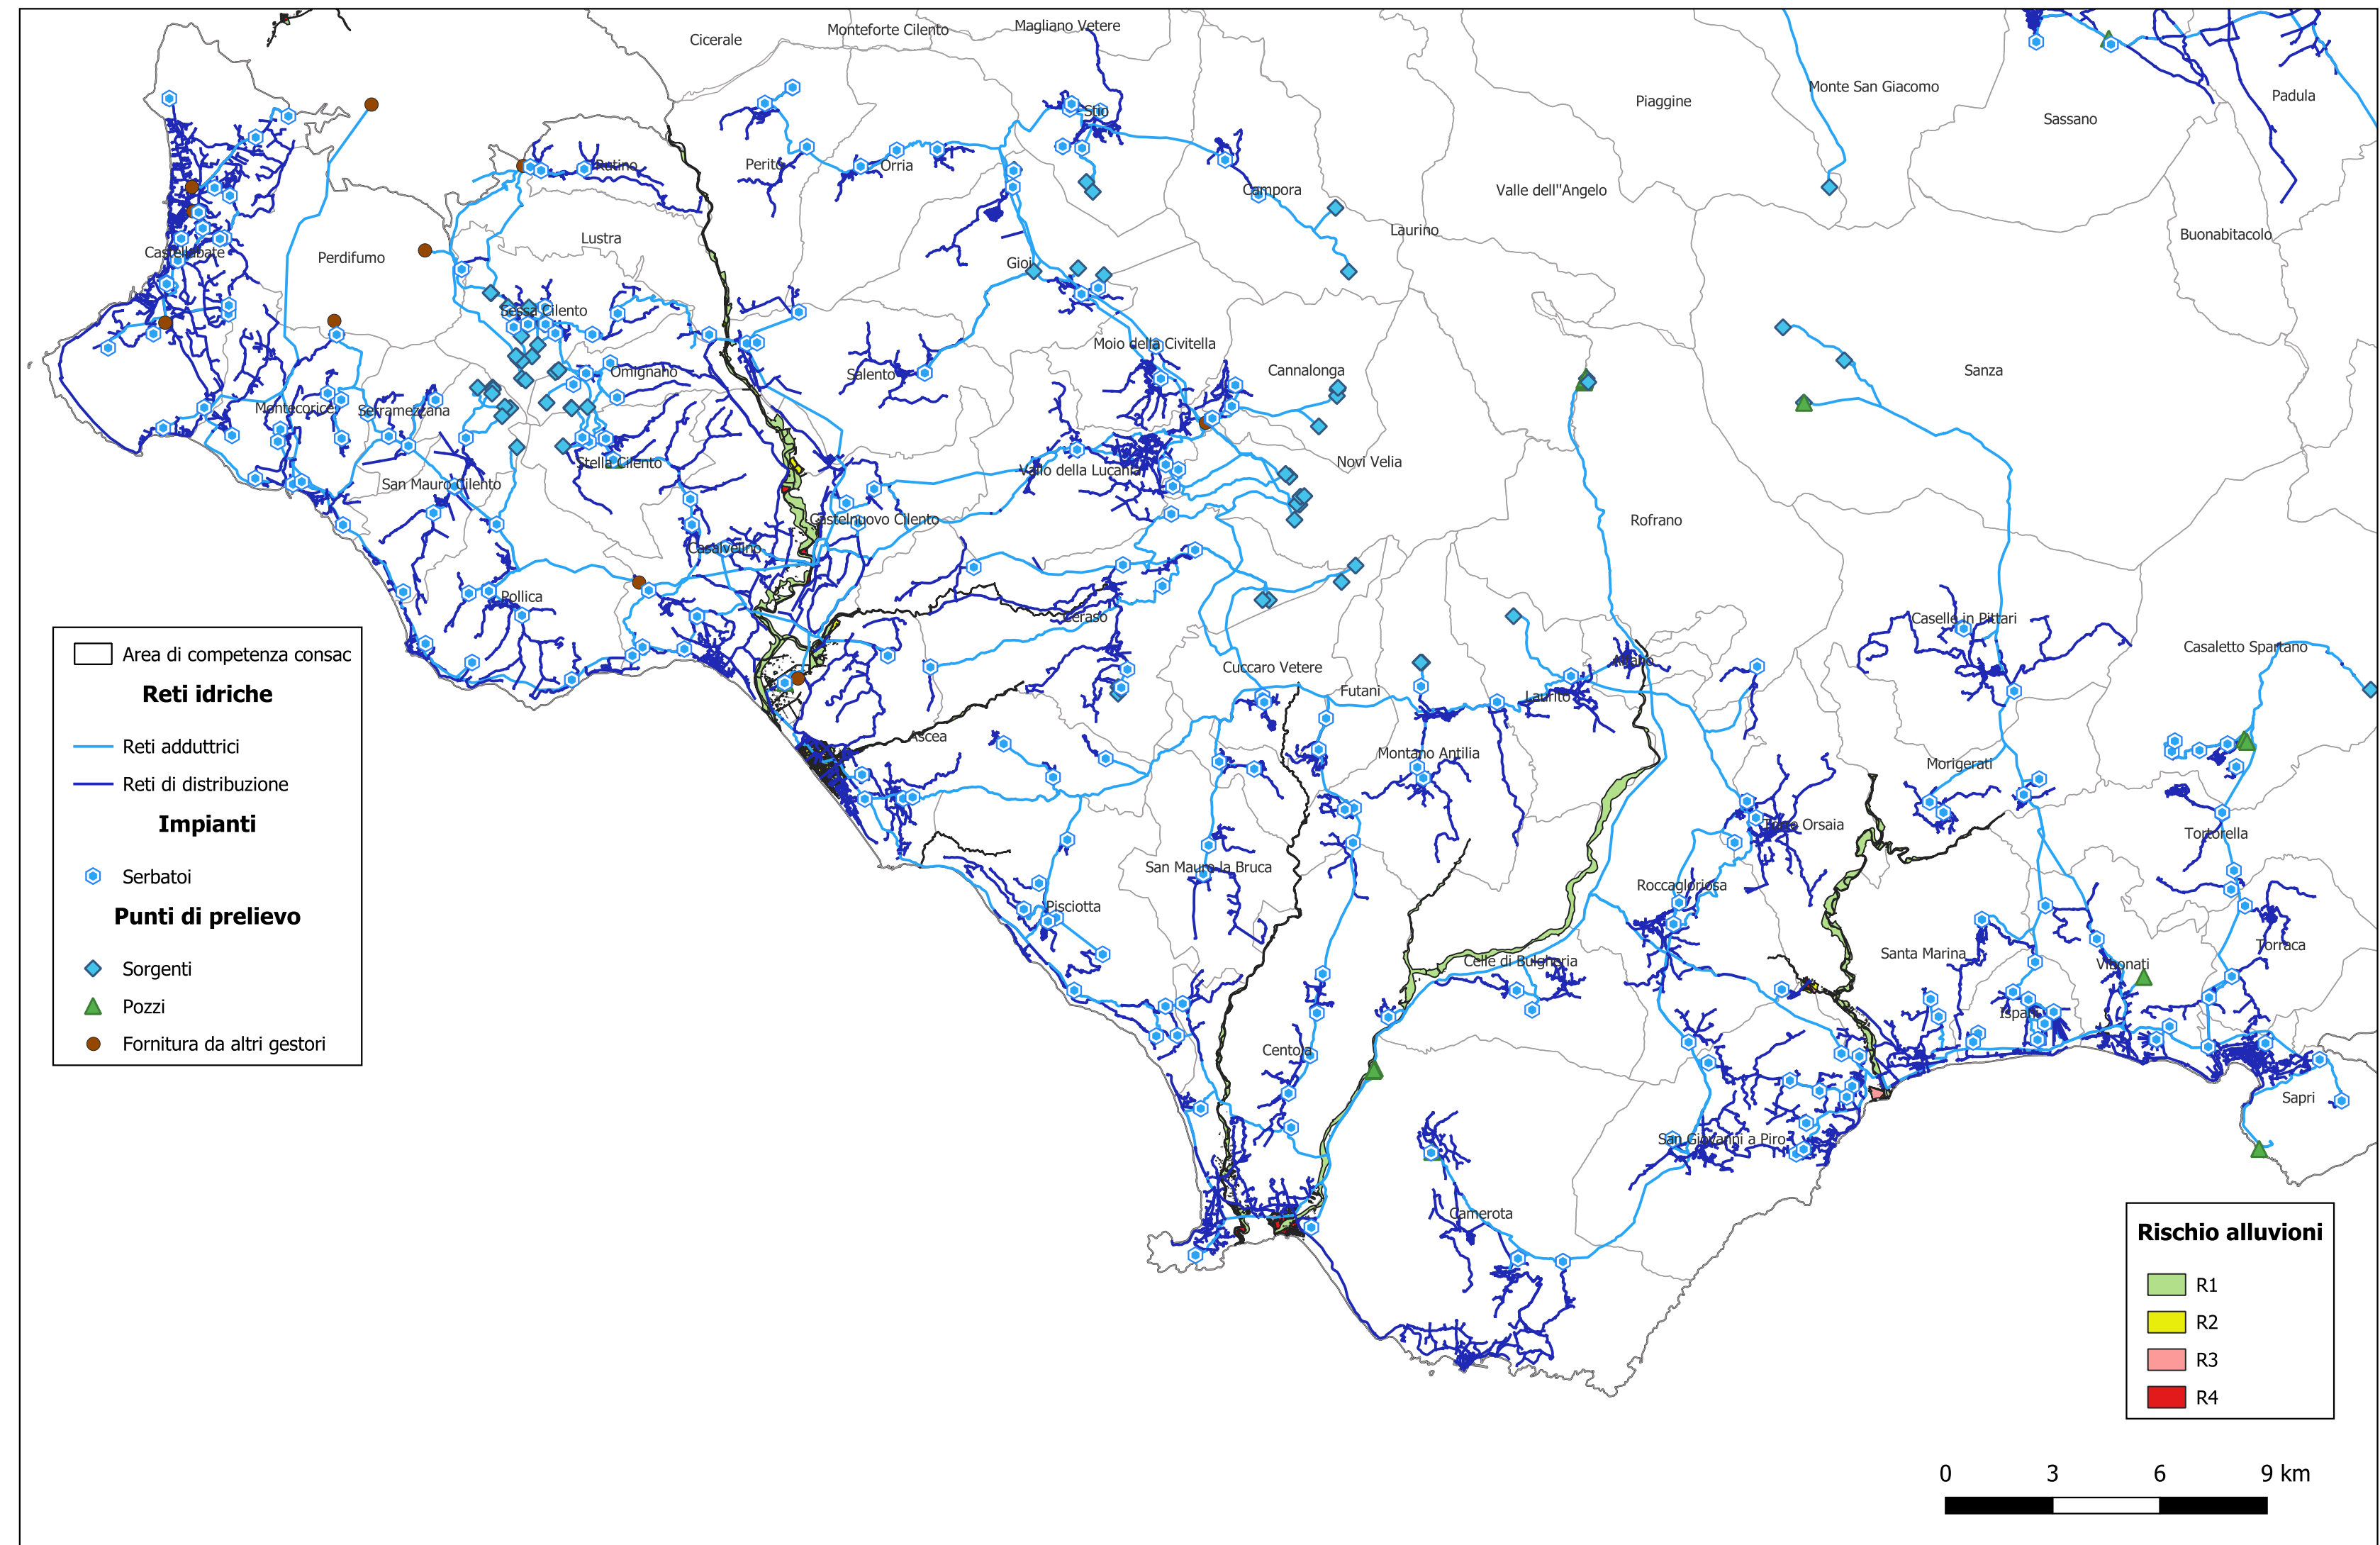 Cicerale
Monteforte Cilento
Magliano Vetere
Monte San Giacomo
Padula
Piaggine
Sassano
Stio
Rutino
Perito
Orria
Campora
Valle dell"Angelo
Laurino
Buonabitacolo
Lustra
Castellabate
Perdifumo
Gioi
Sessa Cilento
Moio della Civitella
Cannalonga
Sanza
Omignano
Salento
Montecorice
Serramezzana
Stella Cilento
Vallo della Lucania
Novi Velia
San Mauro Cilento
Castelnuovo Cilento
Rofrano
Casalvelino
Pollica
Ceraso
Caselle in Pittari
Casaletto Spartano
Cuccaro Vetere
Futani
Alfano
Laurito
Ascea
Montano Antilia
Morigerati
Torre Orsaia
Tortorella
San Mauro la Bruca
Roccagloriosa
Pisciotta
Celle di Bulgheria
Santa Marina
Vibonati
Torraca
Ispani
Centola
Sapri
San Giovanni a Piro
Camerota
Area di competenza consac
Reti idriche
Reti adduttrici
Reti di distribuzione
Impianti
Serbatoi
Punti di prelievo
Sorgenti
Pozzi
Fornitura da altri gestori
Rischio alluvioni
R1
R2
R3
R4
0 3 6 9 km